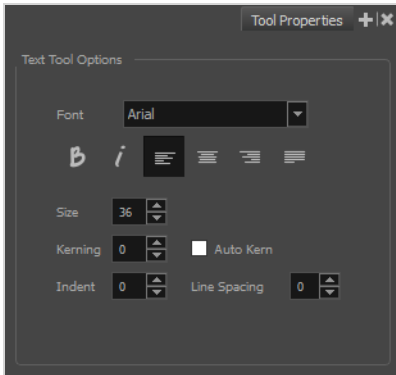 Tool Properties
Text Tool Options
Font Arial
B i
Size 36
Kerning 0 Auto Kern
Indent 0 Line Spacing 0